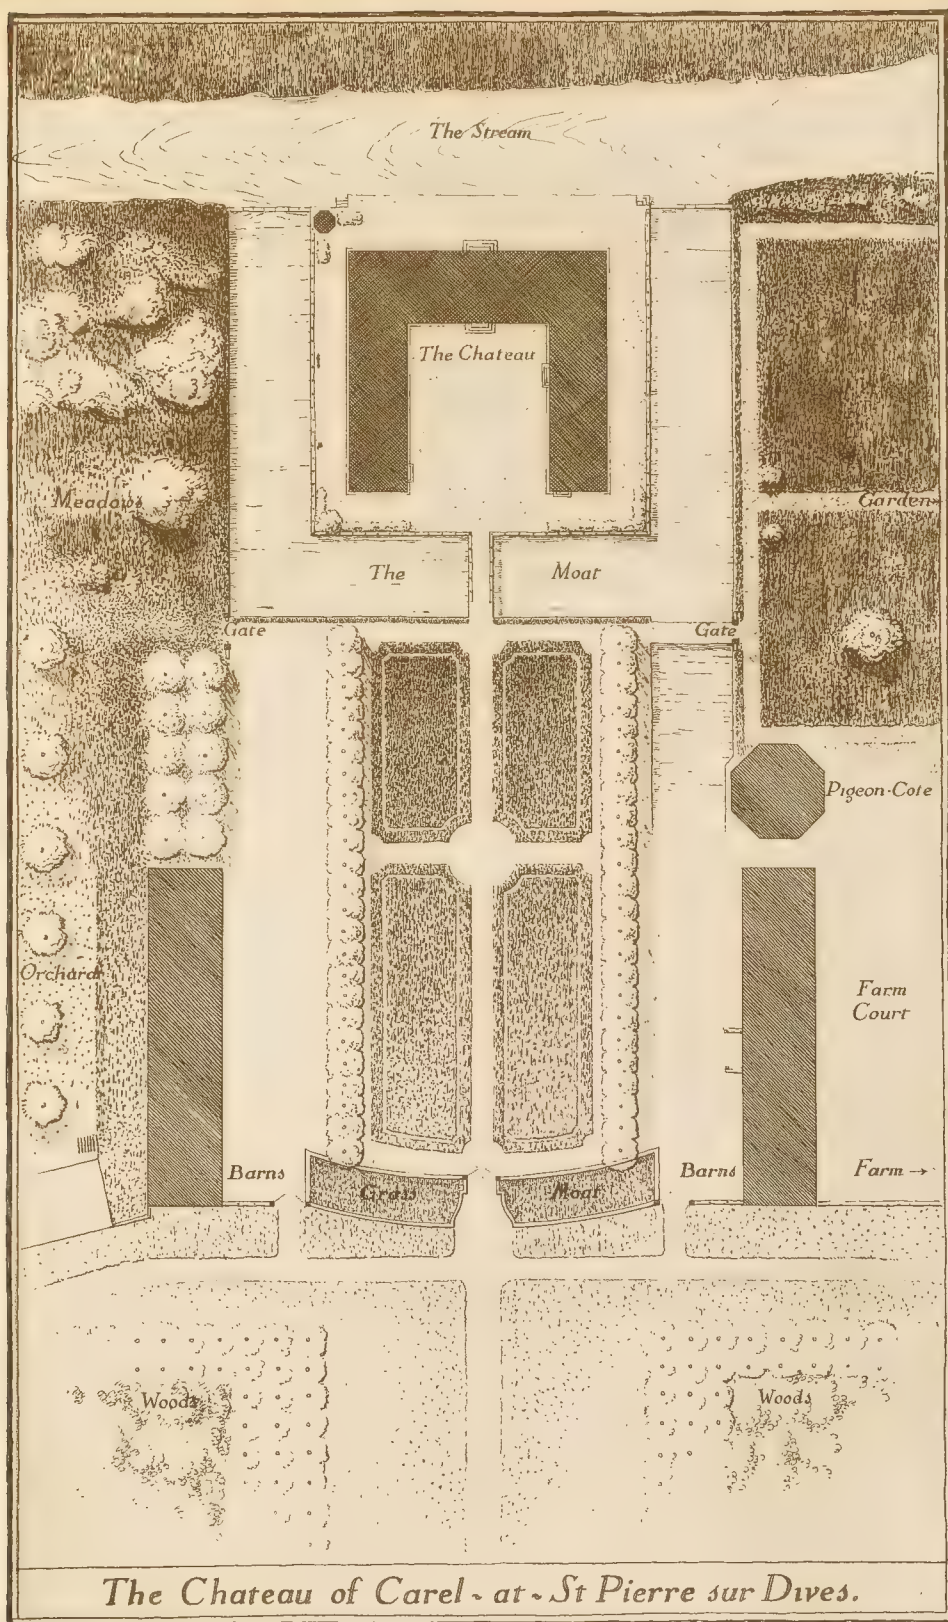 The Stream
The Chateau
Meadows
Garden
The Moat
Gate
Gate
Pigeon-Cote
Orchard
Farm
Court
Barns
Grass Moat
Barns
Farm →
Woods
Woods
The Chateau of Carel - at - St Pierre sur Dives.